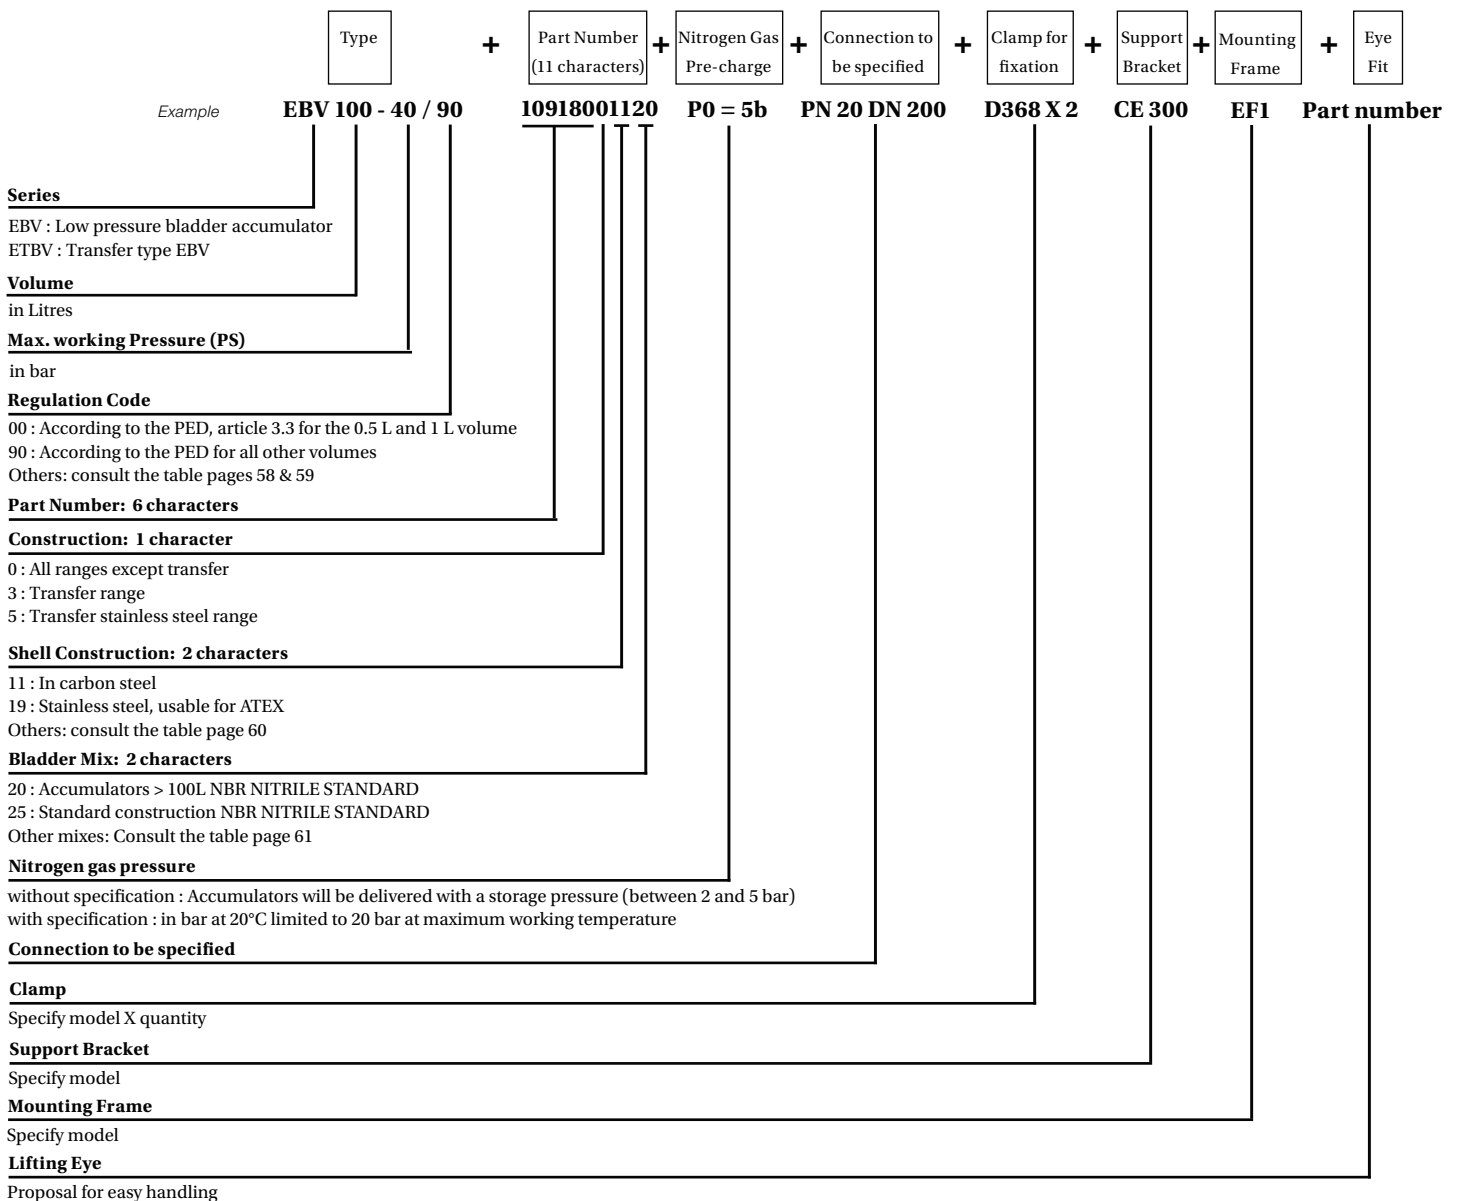 Type + Part Number + Nitrogen Gas + Connection to + Clamp for + Support + Mounting + Eye
(11 characters) Pre-charge be specified fixation Bracket Frame Fit
Example EBV 100 - 40 / 90 10918001120 P0 = 5b PN 20 DN 200 D368 X 2 CE 300 EF1 Part number
Series
EBV : Low pressure bladder accumulator
ETBV : Transfer type EBV
Volume
in Litres
Max. working Pressure (PS)
in bar
Regulation Code
00 : According to the PED, article 3.3 for the 0.5 L and 1 L volume
90 : According to the PED for all other volumes
Others: consult the table pages 58 & 59
Part Number: 6 characters
Construction: 1 character
0 : All ranges except transfer
3 : Transfer range
5 : Transfer stainless steel range
Shell Construction: 2 characters
11 : In carbon steel
19 : Stainless steel, usable for ATEX
Others: consult the table page 60
Bladder Mix: 2 characters
20 : Accumulators > 100L NBR NITRILE STANDARD
25 : Standard construction NBR NITRILE STANDARD
Other mixes: Consult the table page 61
Nitrogen gas pressure
without specification : Accumulators will be delivered with a storage pressure (between 2 and 5 bar)
with specification : in bar at 20°C limited to 20 bar at maximum working temperature
Connection to be specified
Clamp
Specify model X quantity
Support Bracket
Specify model
Mounting Frame
Specify model
Lifting Eye
Proposal for easy handling